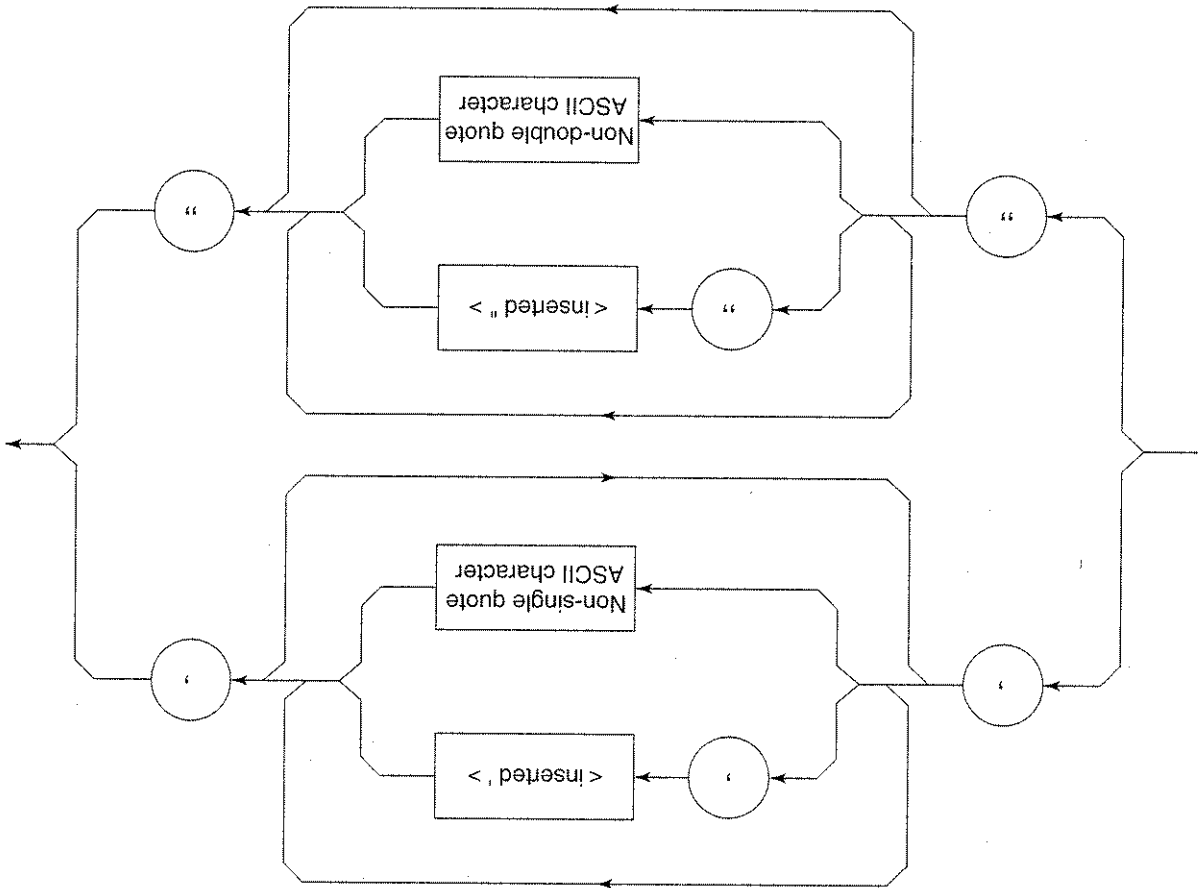 '
< inserted ' >
'
'
Non-single quote
ASCII character
"
< inserted " >
"
"
Non-double quote
ASCII character